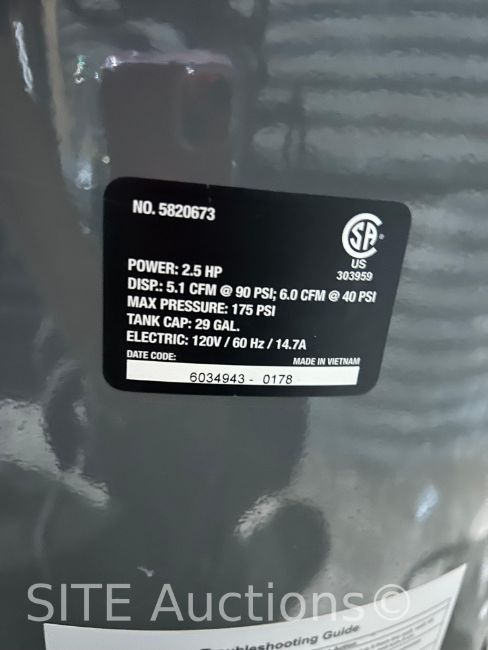 NO. 5820673
CSA®
US
303959
POWER: 2.5 HP
DISP.: 5.1 CFM @ 90 PSI; 6.0 CFM @ 40 PSI
MAX PRESSURE: 175 PSI
TANK CAP: 29 GAL.
ELECTRIC: 120V / 60 Hz / 14.7A
DATE CODE: MADE IN VIETNAM
6034943 - 0178
SITE Auctions©
Troubleshooting Guide